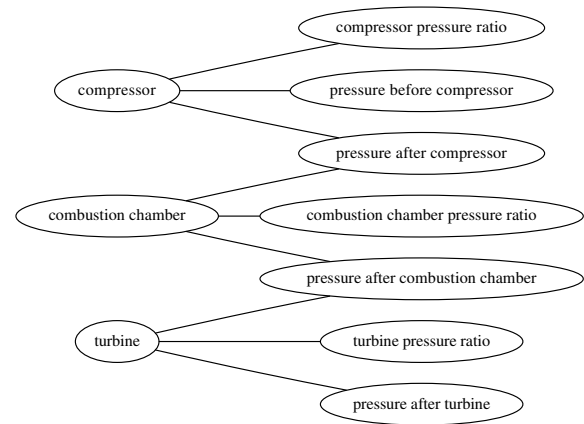 compressor pressure ratio
compressor
pressure before compressor
pressure after compressor
combustion chamber
combustion chamber pressure ratio
pressure after combustion chamber
turbine
turbine pressure ratio
pressure after turbine